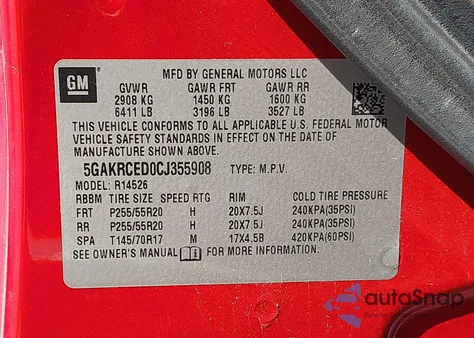 GM
MFD BY GENERAL MOTORS LLC
GVWR GAWR FRT GAWR RR
2908 KG 1450 KG 1600 KG
6411 LB 3196 LB 3527 LB
THIS VEHICLE CONFORMS TO ALL APPLICABLE U.S. FEDERAL MOTOR
VEHICLE SAFETY STANDARDS IN EFFECT ON THE DATE OF
MANUFACTURE SHOWN ABOVE.
5GAKRCED0CJ355908 TYPE: M.P.V.
MODEL: R14526
RBBM TIRE SIZE SPEED RTG RIM COLD TIRE PRESSURE
FRT P255/55R20 H 20X7.5J 240KPA(35PSI)
RR P255/55R20 H 20X7.5J 240KPA(35PSI)
SPA T145/70R17 M 17X4.5B 420KPA(60PSI)
SEE OWNER'S MANUAL FOR MORE INFORMATION.
autoSnap